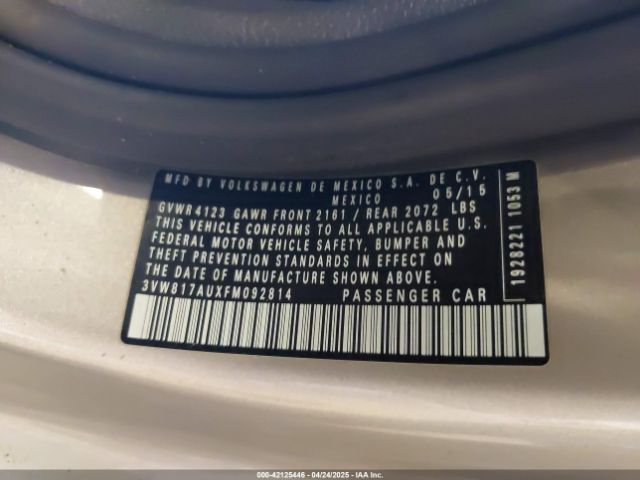 MFD BY VOLKSWAGEN DE MEXICO S.A. DE C.V.
MEXICO 05/15
GVWR 4123 GAWR FRONT 2161 / REAR 2072 LBS
THIS VEHICLE CONFORMS TO ALL APPLICABLE U.S.
FEDERAL MOTOR VEHICLE SAFETY, BUMPER AND
THEFT PREVENTION STANDARDS IN EFFECT ON
THE DATE OF MANUFACTURE SHOWN ABOVE.
3VW817AUXFM092814 PASSENGER CAR
1928221 1053 M
000-42125446 - 04/24/2025 - IAAI, Inc.